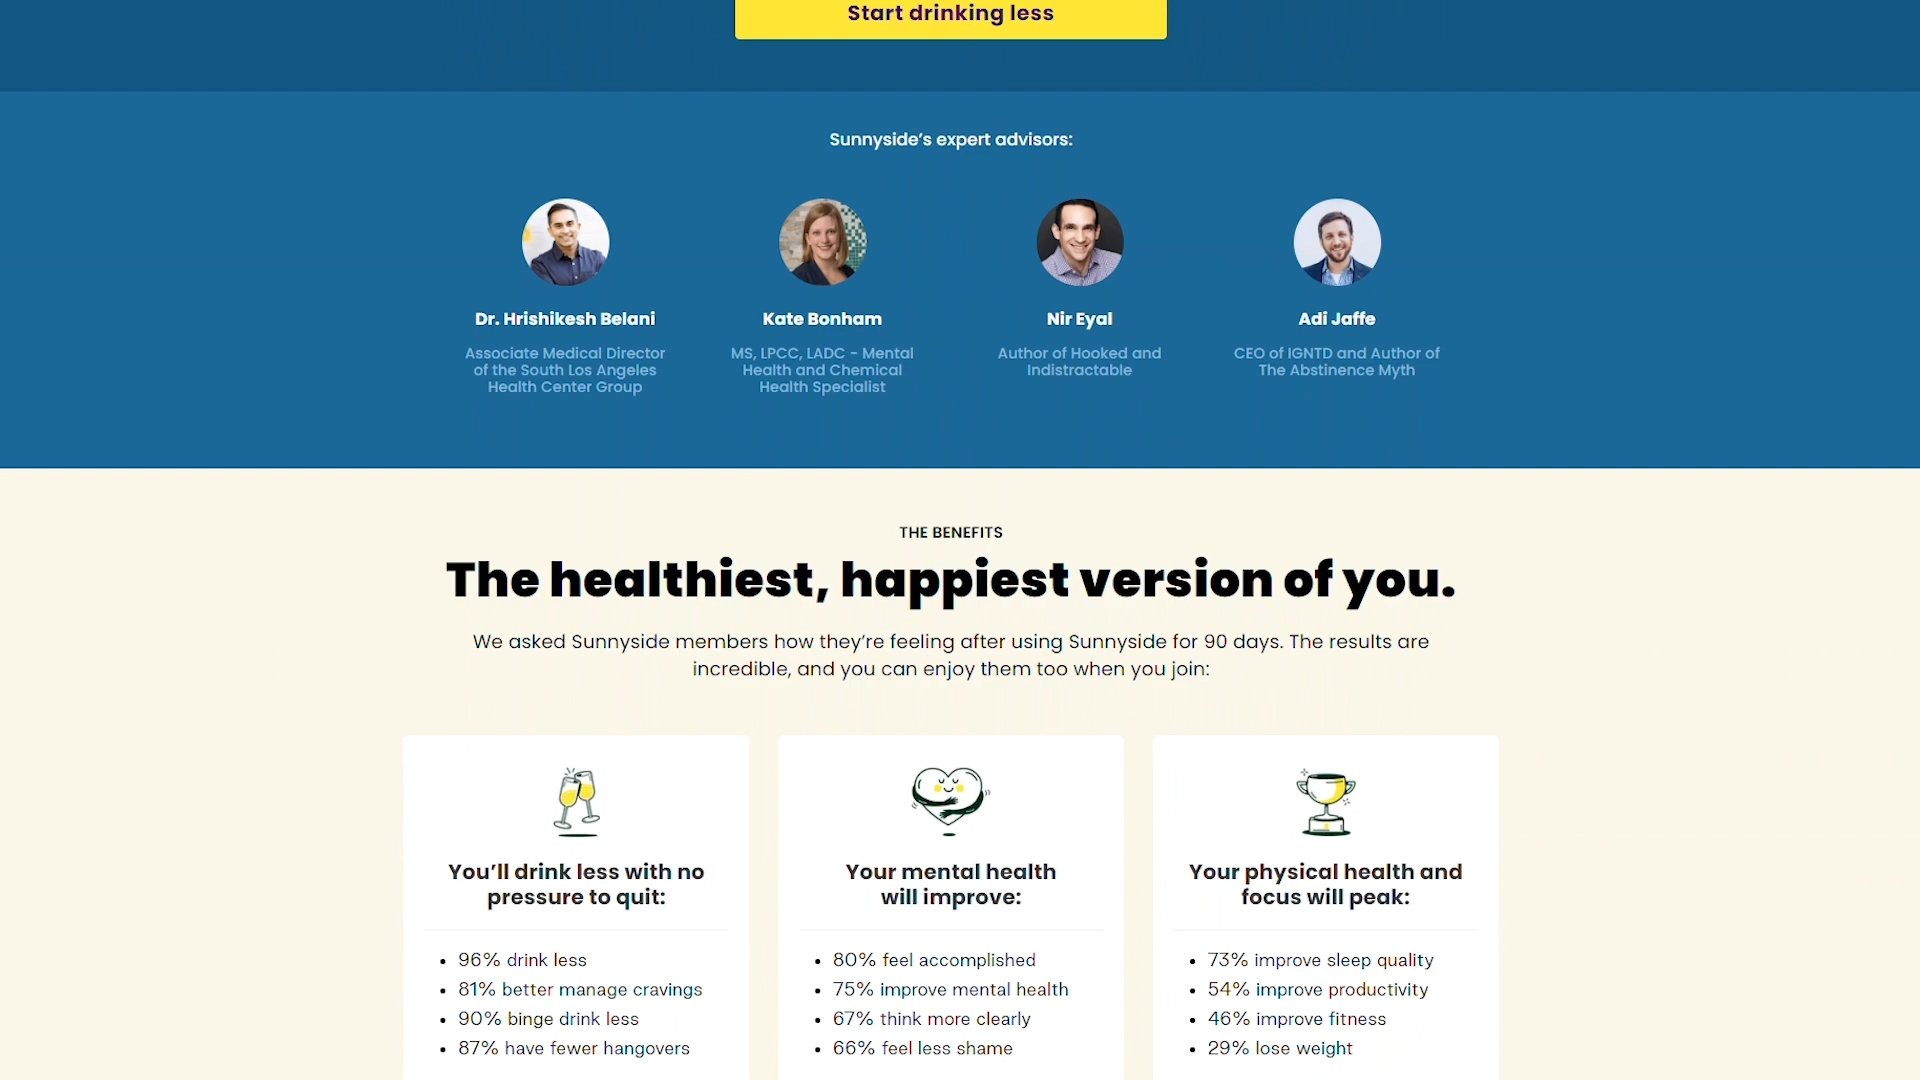 Start drinking less
Sunnyside’s expert advisors:
Dr. Hrishikesh Belani
Associate Medical Director
of the South Los Angeles
Health Center Group
Kate Bonham
MS, LPCC, LADC - Mental
Health and Chemical
Health Specialist
Nir Eyal
Author of Hooked and
Indistractable
Adi Jaffe
CEO of IGNTD and Author of
The Abstinence Myth
THE BENEFITS
The healthiest, happiest version of you.
We asked Sunnyside members how they’re feeling after using Sunnyside for 90 days. The results are
incredible, and you can enjoy them too when you join:
You’ll drink less with no
pressure to quit:
• 96% drink less
• 81% better manage cravings
• 90% binge drink less
• 87% have fewer hangovers
Your mental health
will improve:
• 80% feel accomplished
• 75% improve mental health
• 67% think more clearly
• 66% feel less shame
Your physical health and
focus will peak:
• 73% improve sleep quality
• 54% improve productivity
• 46% improve fitness
• 29% lose weight